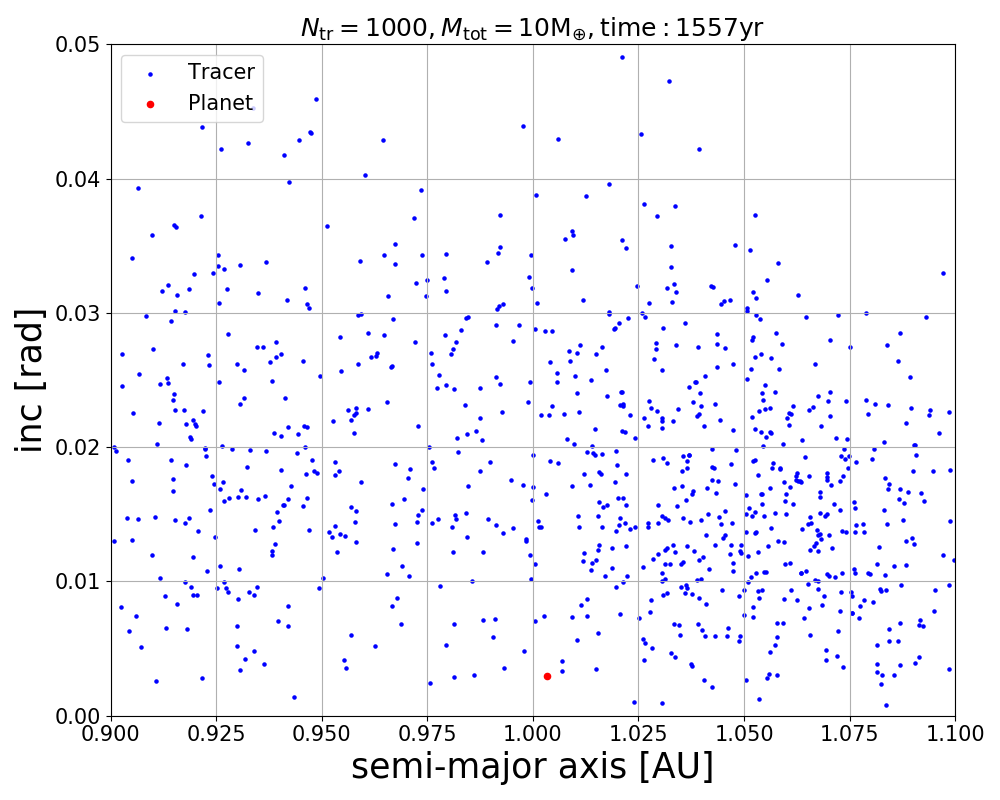 N_tr = 1000, M_tot = 10M_⊕, time : 1557yr
Tracer
Planet
0.05
0.04
0.03
0.02
0.01
0.00
inc [rad]
0.900 0.925 0.950 0.975 1.000 1.025 1.050 1.075 1.100
semi-major axis [AU]